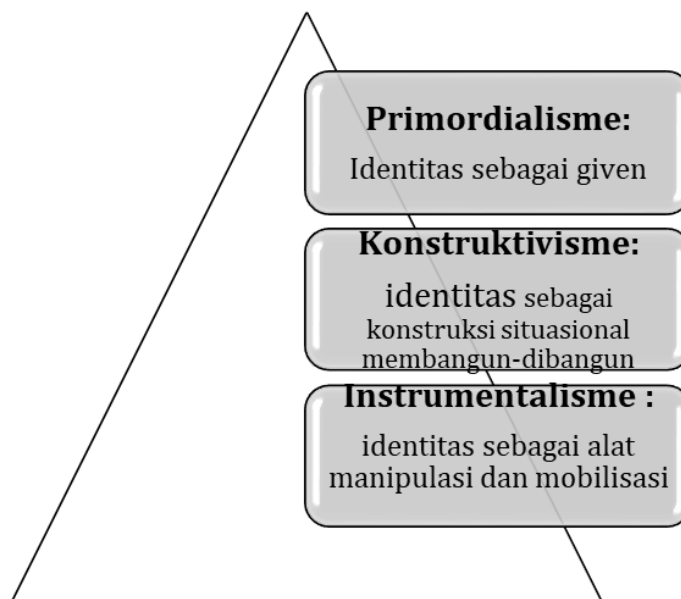 Primordialisme:
Identitas sebagai given
Konstruktivisme:
identitas sebagai
konstruksi situasional
membangun-dibangun
Instrumentalisme :
identitas sebagai alat
manipulasi dan mobilisasi